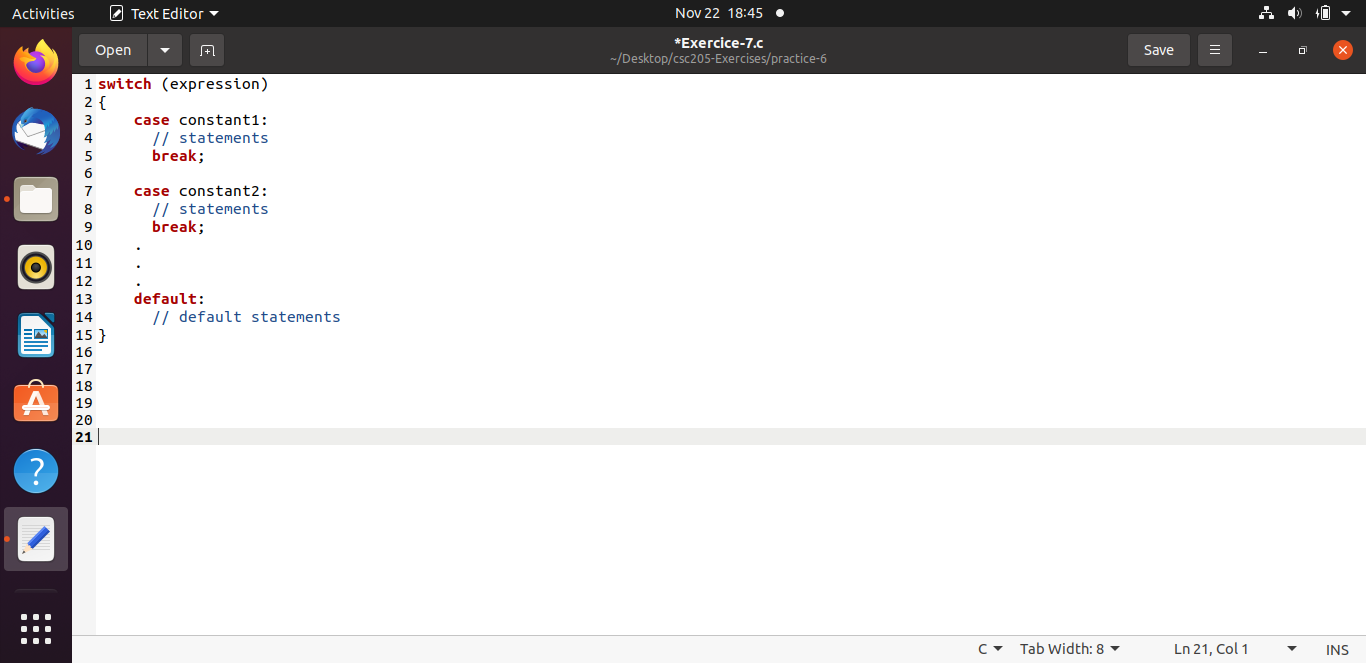 Activities Text Editor Nov 22 18:45
Open *Exercice-7.c Save
~/Desktop/csc205-Exercises/practice-6
1 switch (expression)
2 {
3     case constant1:
4       // statements
5       break;
6
7     case constant2:
8       // statements
9       break;
10     .
11     .
12     .
13     default:
14       // default statements
15 }
16
17
18
19
20
21
C Tab Width: 8 Ln 21, Col 1 INS